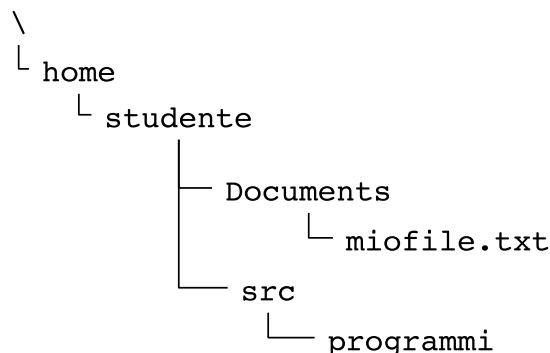 \
home
studente
Documents
miofile.txt
src
programmi